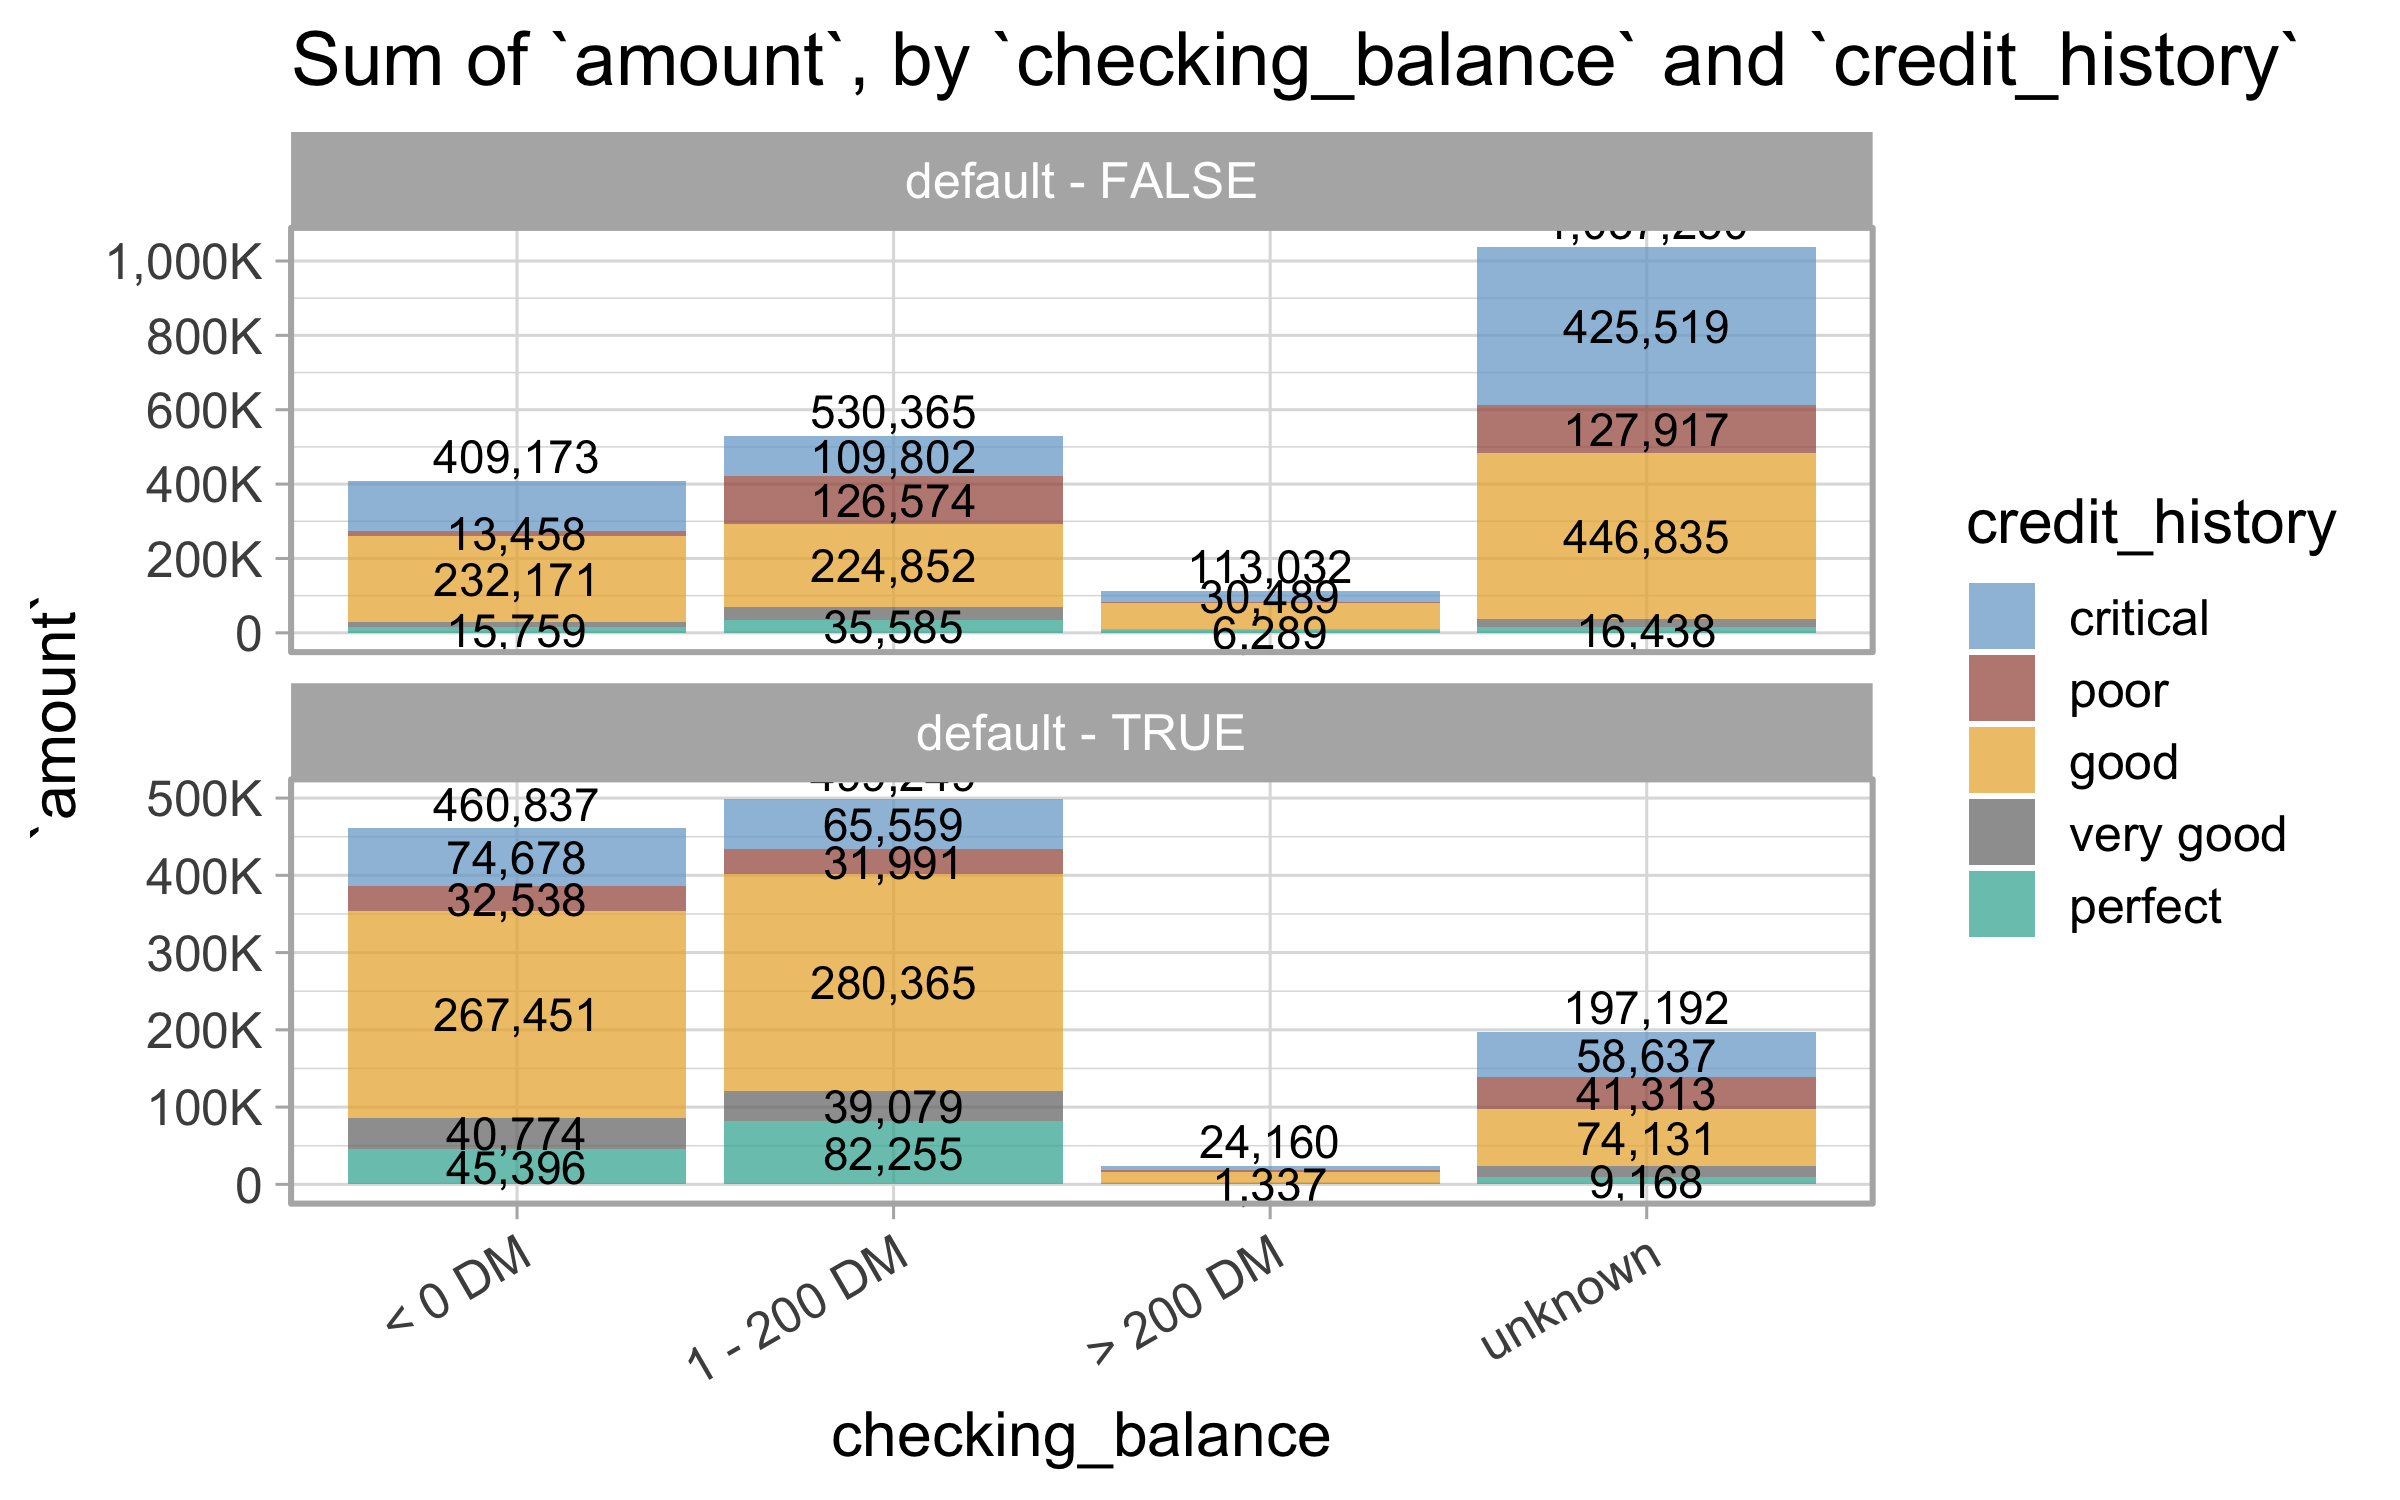 Sum of `amount`, by `checking_balance` and `credit_history`
default - FALSE
1,000K
800K
600K
400K
200K
0
409,173
13,458
232,171
15,759
530,365
109,802
126,574
224,852
35,585
113,032
30,489
6,289
425,519
127,917
446,835
16,438
default - TRUE
500K
400K
300K
200K
100K
0
460,837
74,678
32,538
267,451
40,774
45,396
65,559
31,991
280,365
39,079
82,255
24,160
1,337
197,192
58,637
41,313
74,131
9,168
< 0 DM
1 - 200 DM
> 200 DM
unknown
checking_balance
`amount`
credit_history
critical
poor
good
very good
perfect